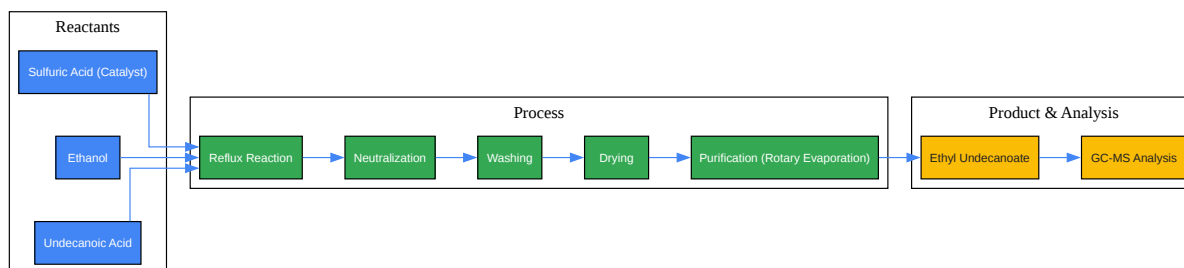 Reactants
Sulfuric Acid (Catalyst)
Ethanol
Undecanoic Acid
Process
Reflux Reaction
Neutralization
Washing
Drying
Purification (Rotary Evaporation)
Product & Analysis
Ethyl Undecanoate
GC-MS Analysis